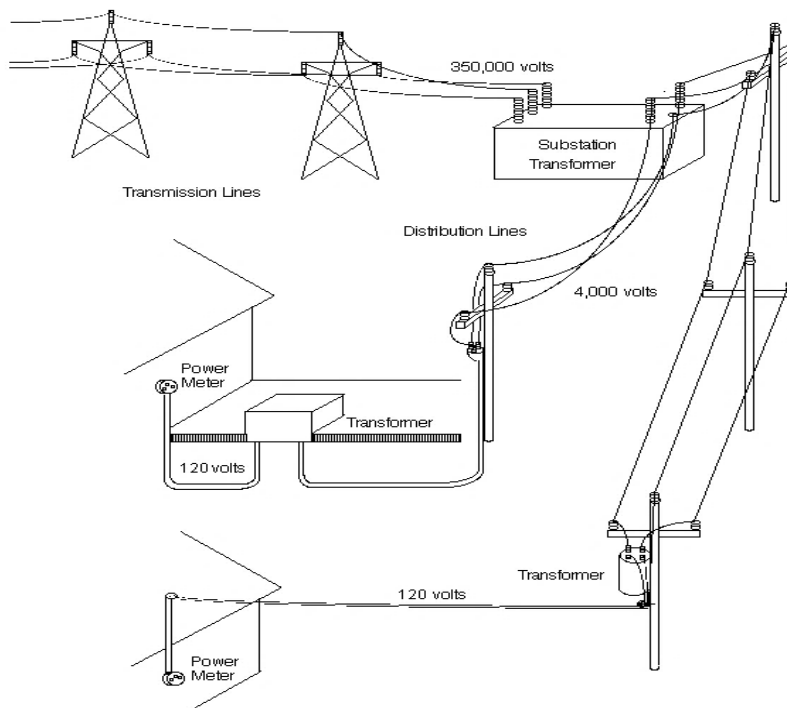 350,000 volts
Substation
Transformer
Transmission Lines
Distribution Lines
4,000 volts
Power
Meter
Transformer
120 volts
Transformer
120 volts
Power
Meter